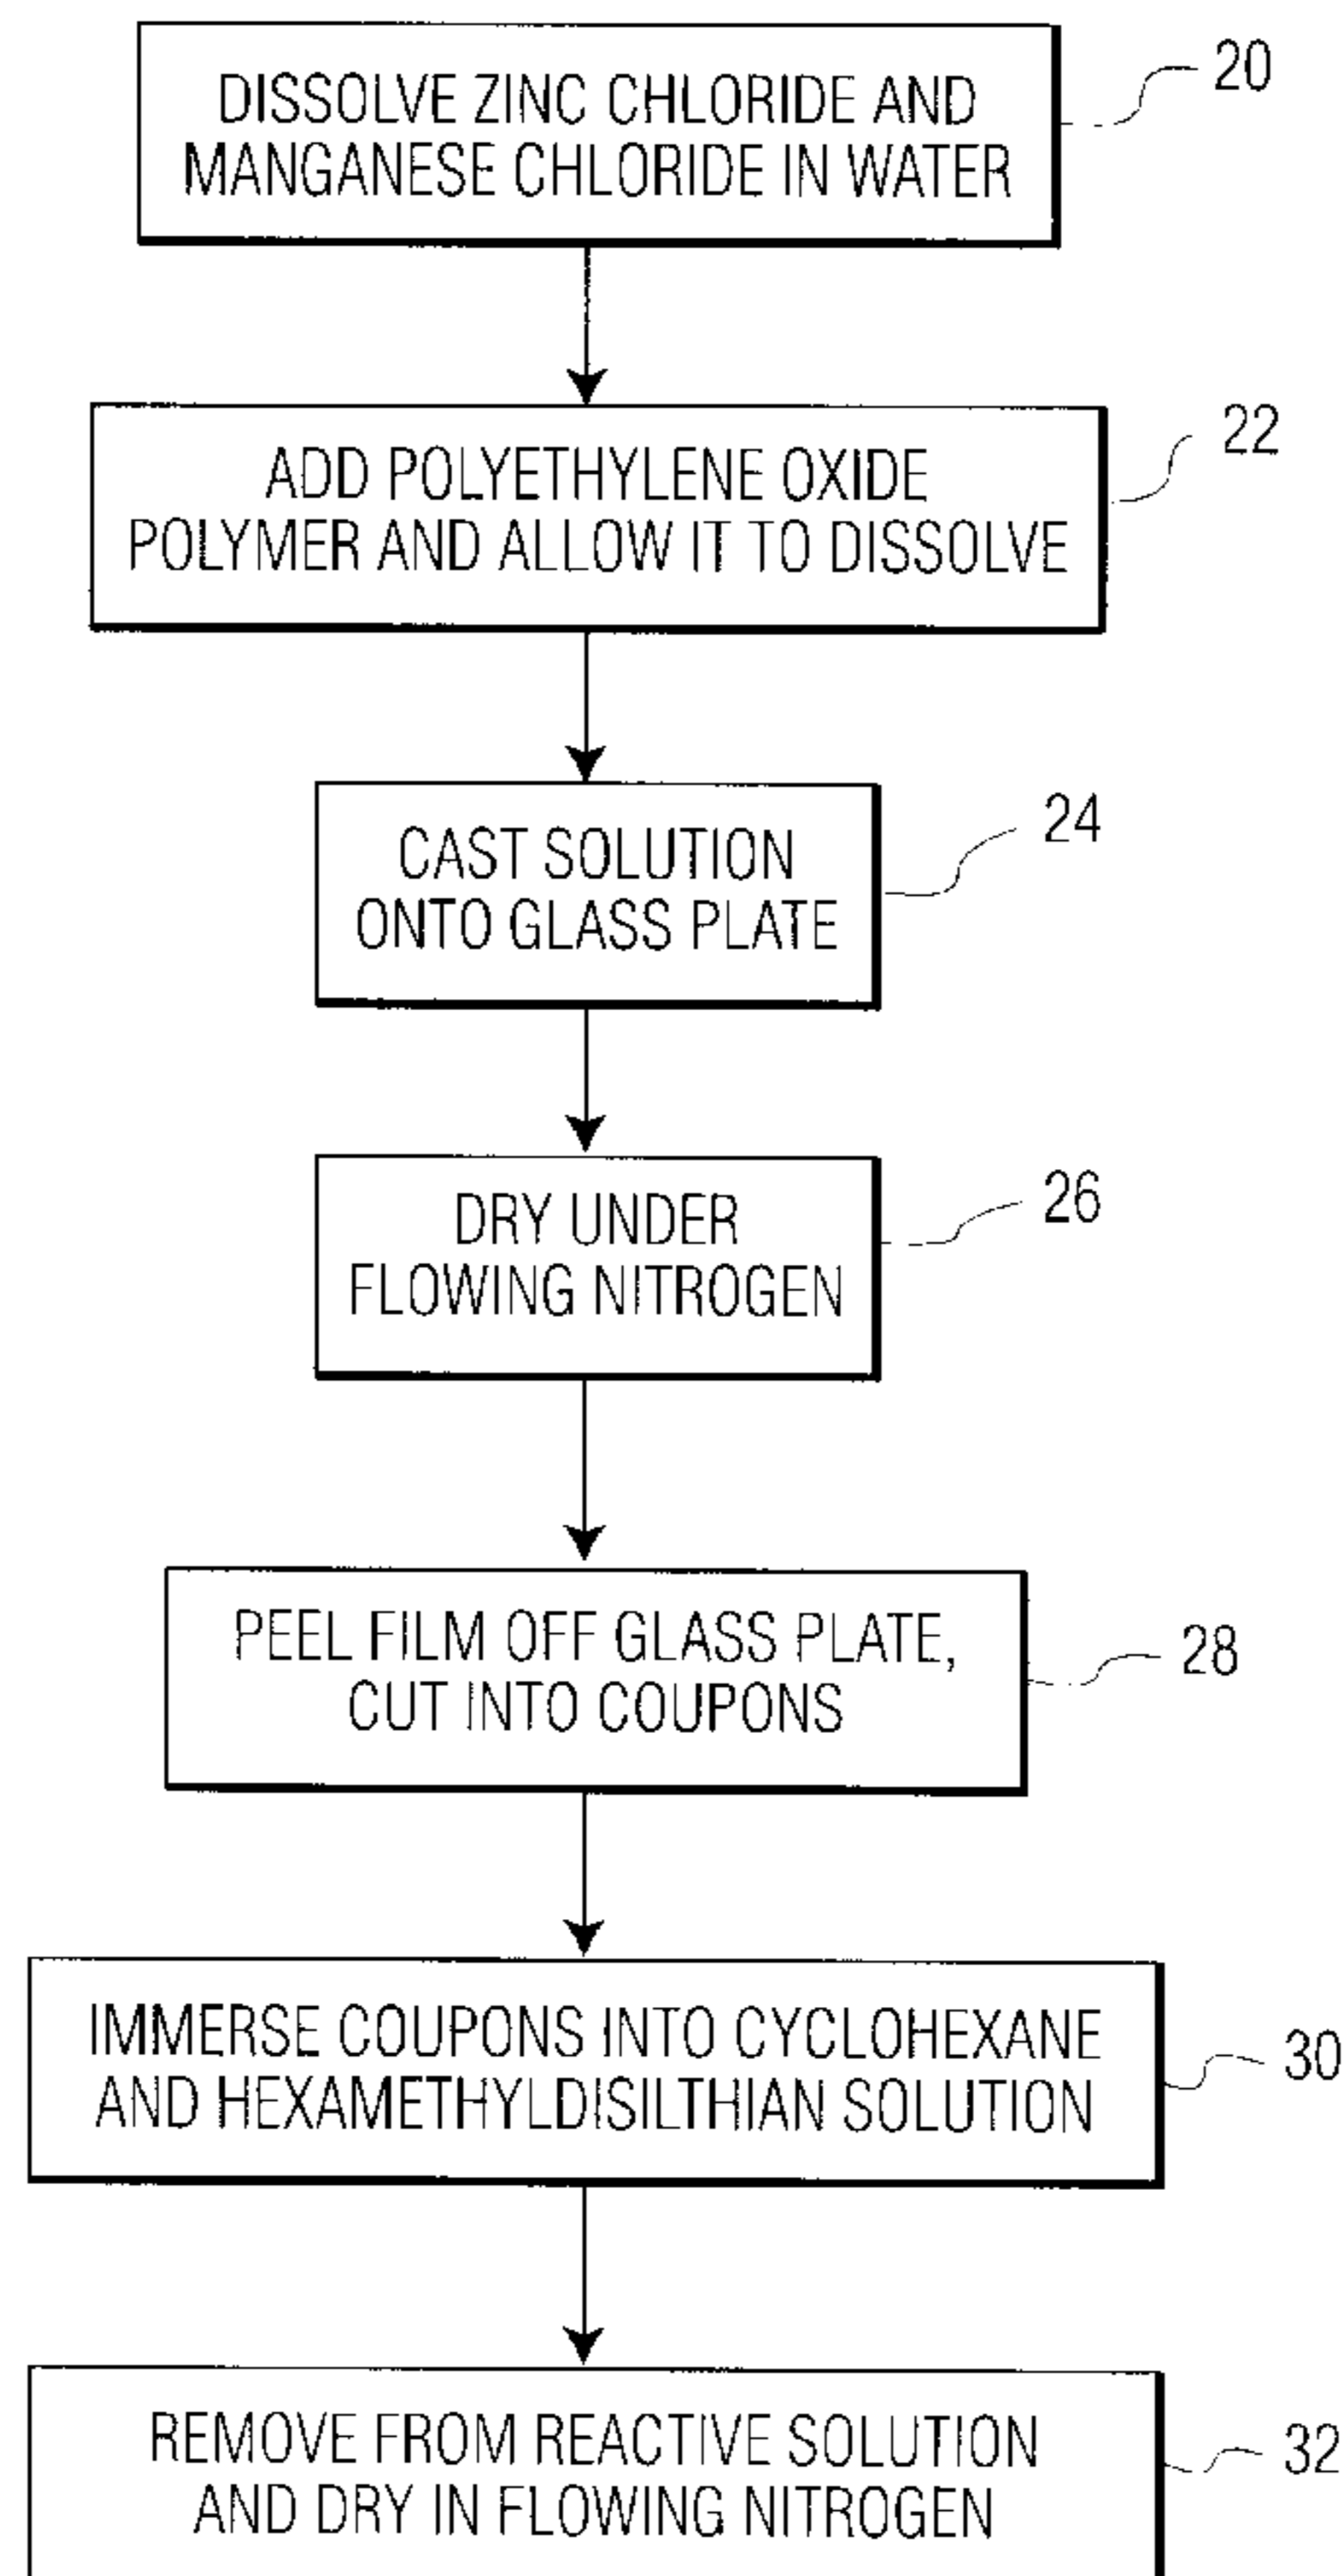 DISSOLVE ZINC CHLORIDE AND
MANGANESE CHLORIDE IN WATER
20
ADD POLYETHYLENE OXIDE
POLYMER AND ALLOW IT TO DISSOLVE
22
CAST SOLUTION
ONTO GLASS PLATE
24
DRY UNDER
FLOWING NITROGEN
26
PEEL FILM OFF GLASS PLATE,
CUT INTO COUPONS
28
IMMERSE COUPONS INTO CYCLOHEXANE
AND HEXAMETHYLDISILTHIAN SOLUTION
30
REMOVE FROM REACTIVE SOLUTION
AND DRY IN FLOWING NITROGEN
32